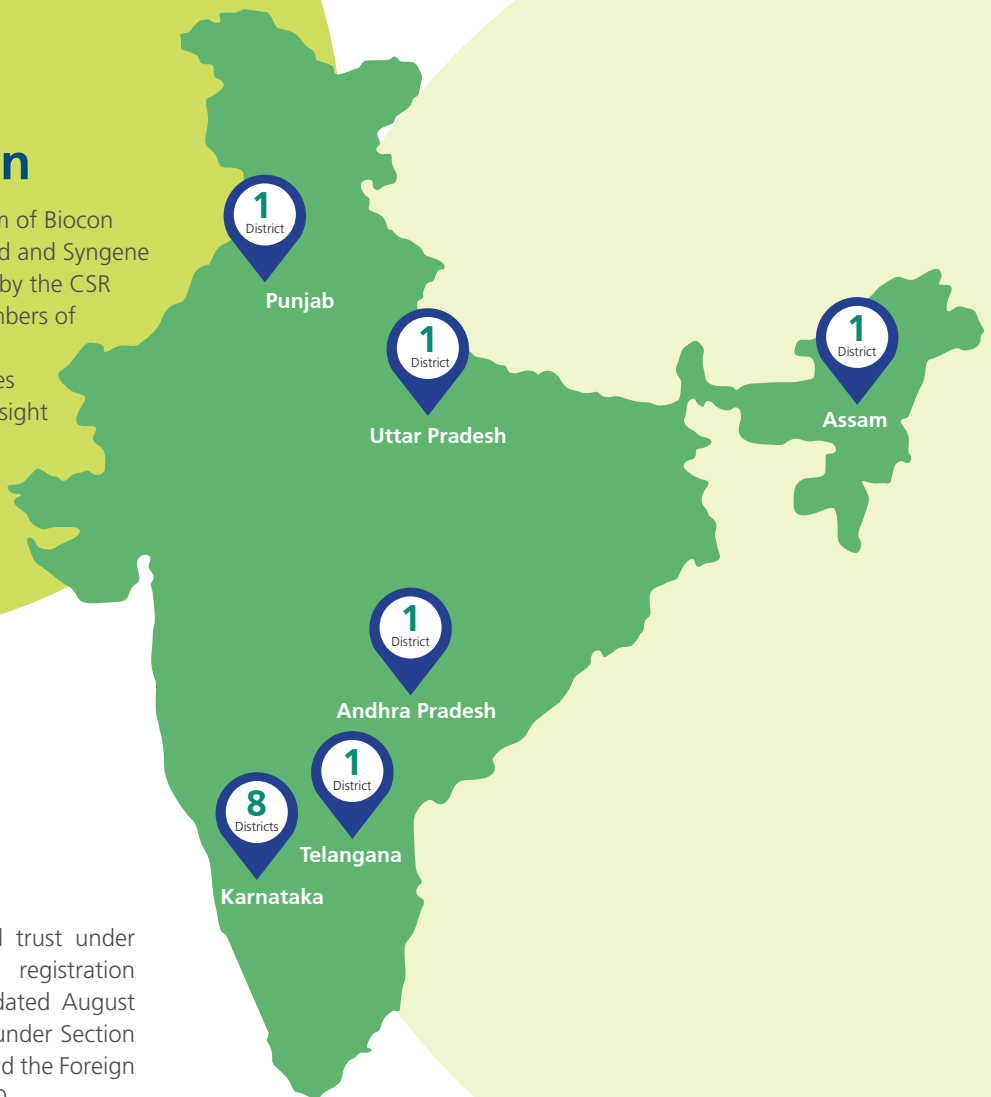 n
of Biocon
d and Syngene
by the CSR
bers of
es
sight
1
District
Punjab
1
District
Uttar Pradesh
1
District
Assam
1
District
Andhra Pradesh
1
District
Telangana
8
Districts
Karnataka
trust under
registration
dated August
under Section
d the Foreign